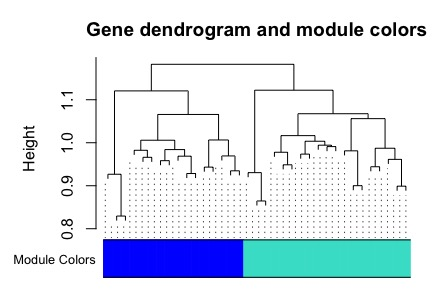 Gene dendrogram and module colors
Height
1.1
1.0
0.9
0.8
Module Colors